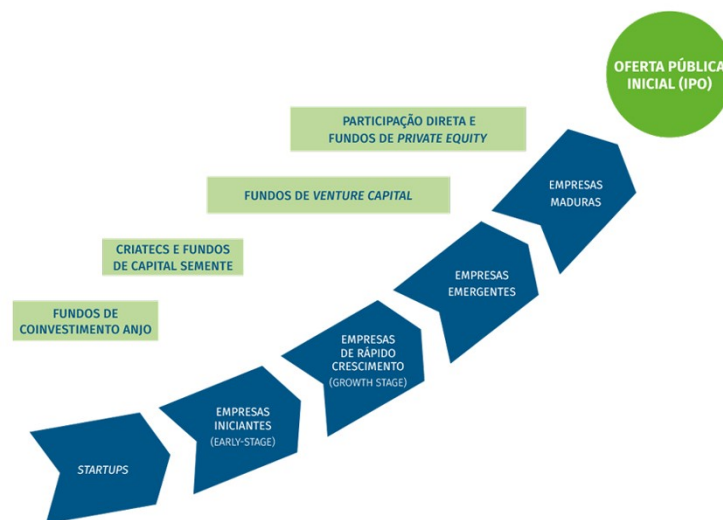 OFERTA PÚBLICA
INICIAL (IPO)
PARTICIPAÇÃO DIRETA E
FUNDOS DE PRIVATE EQUITY
EMPRESAS
MADURAS
FUNDOS DE VENTURE CAPITAL
CRIATECS E FUNDOS
DE CAPITAL SEMENTE
EMPRESAS
EMERGENTES
FUNDOS DE
COINVESTIMENTO ANJO
EMPRESAS
DE RÁPIDO
CRESCIMENTO
(GROWTH STAGE)
EMPRESAS
INICIANTES
(EARLY-STAGE)
STARTUPS